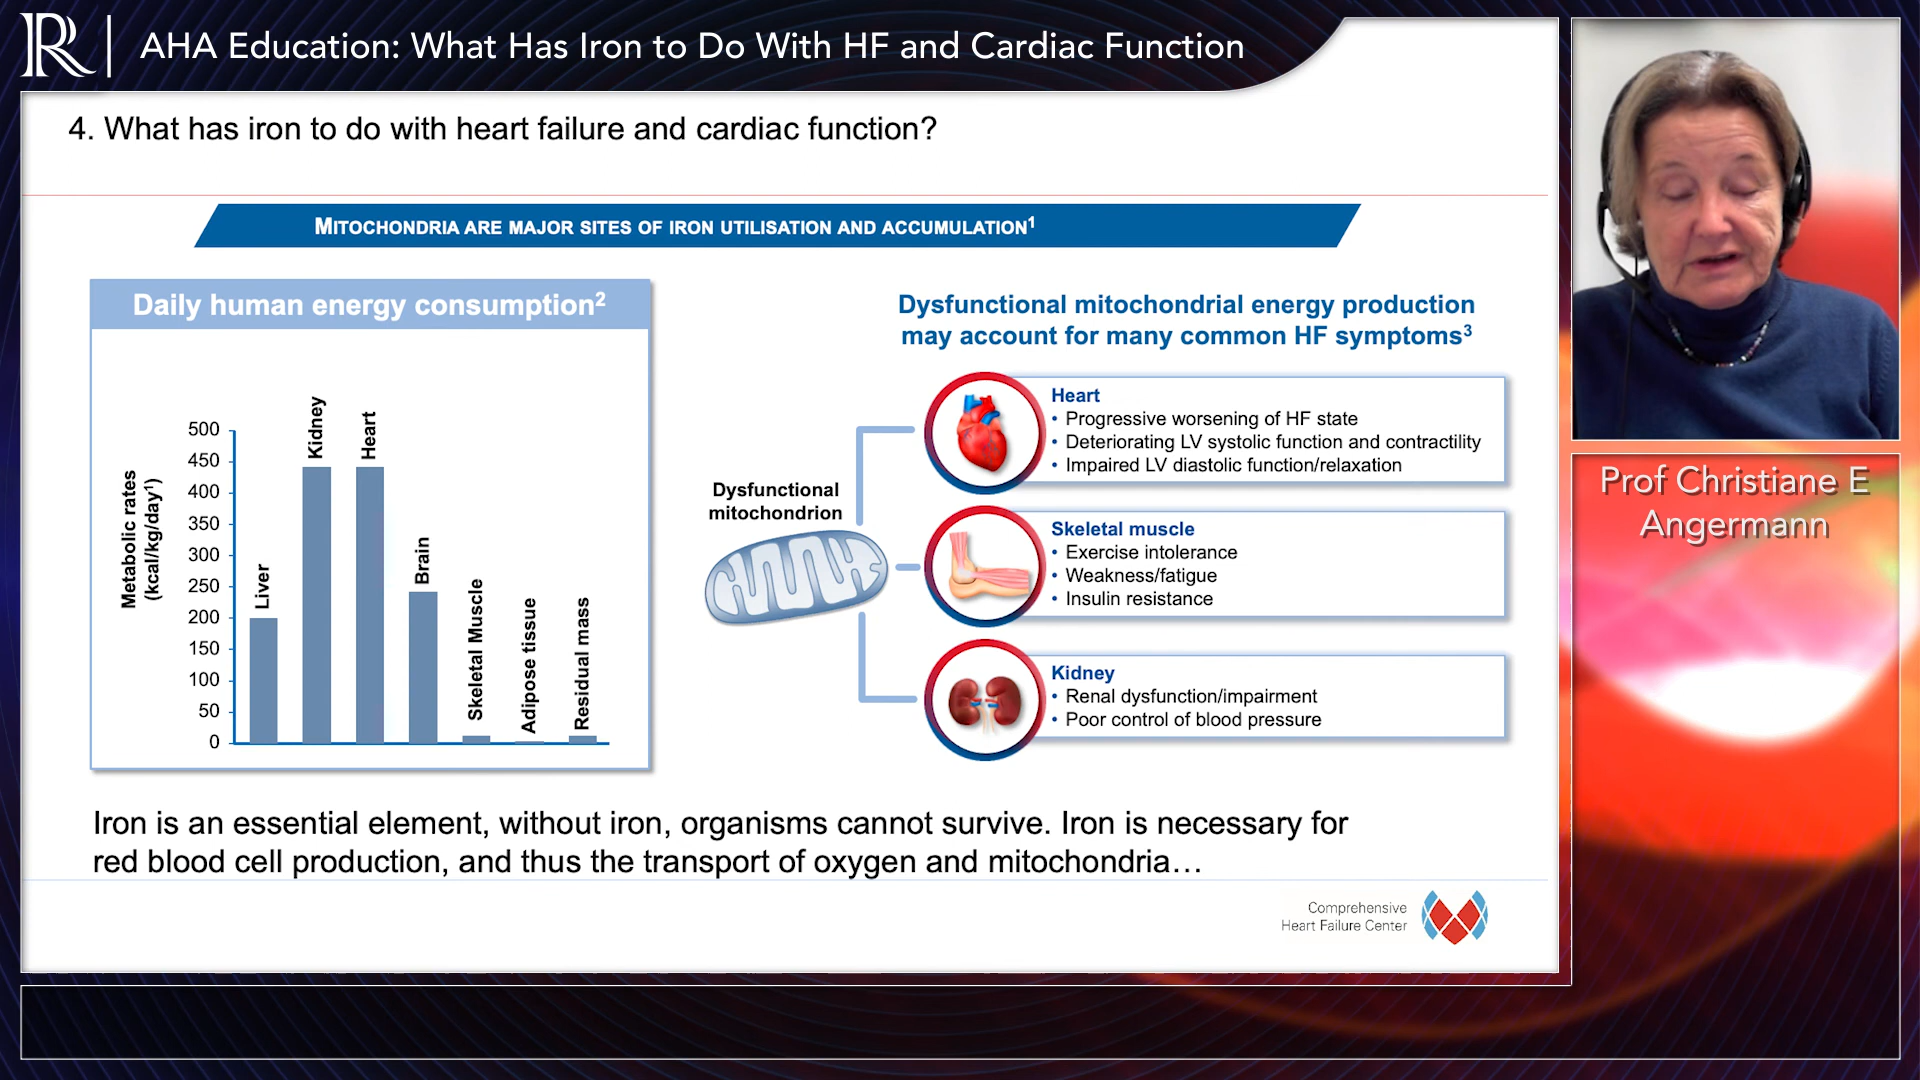 R
AHA Education: What Has Iron to Do With HF and Cardiac Function
4. What has iron to do with heart failure and cardiac function?
MITOCHONDRIA ARE MAJOR SITES OF IRON UTILISATION AND ACCUMULATION¹
Daily human energy consumption²
Metabolic rates
(kcal/kg/day¹)
500
450
400
350
300
250
200
150
100
50
0
Liver
Kidney
Heart
Brain
Skeletal Muscle
Adipose tissue
Residual mass
Dysfunctional mitochondrial energy production
may account for many common HF symptoms³
Dysfunctional
mitochondrion
Heart
• Progressive worsening of HF state
• Deteriorating LV systolic function and contractility
• Impaired LV diastolic function/relaxation
Skeletal muscle
• Exercise intolerance
• Weakness/fatigue
• Insulin resistance
Kidney
• Renal dysfunction/impairment
• Poor control of blood pressure
Iron is an essential element, without iron, organisms cannot survive. Iron is necessary for
red blood cell production, and thus the transport of oxygen and mitochondria…
Comprehensive
Heart Failure Center
Prof Christiane E
Angermann